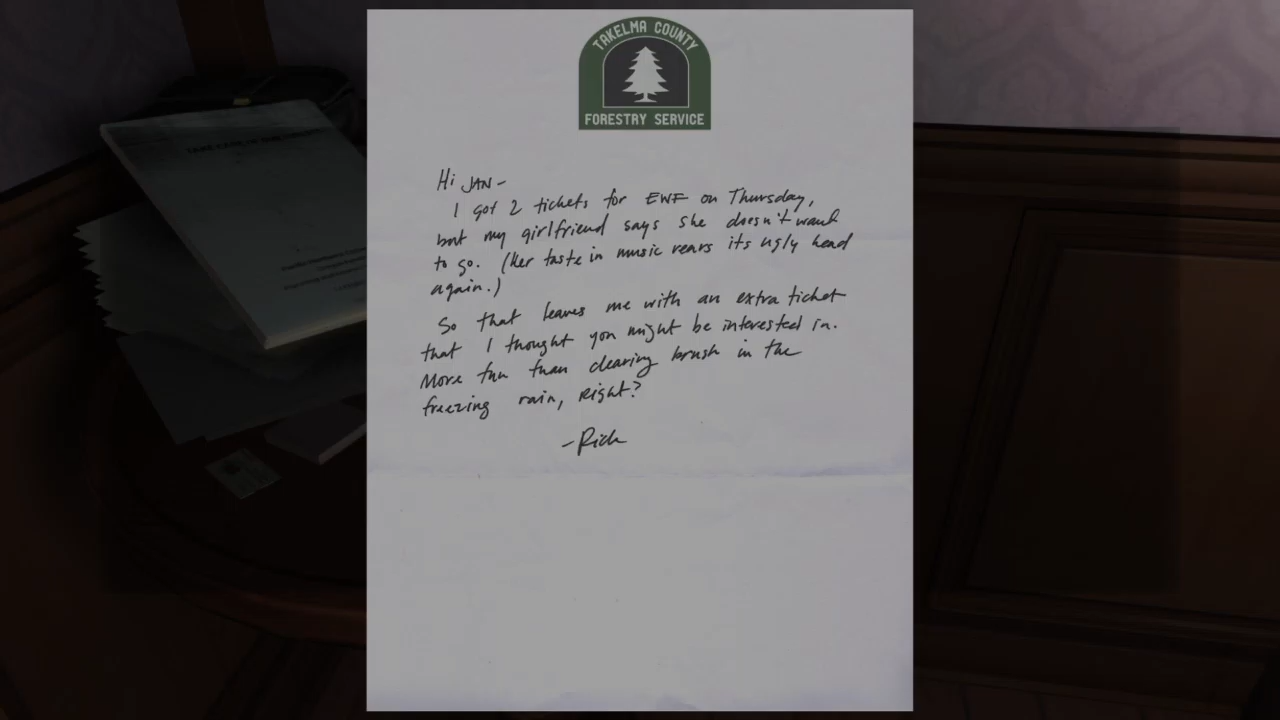 TAKELMA COUNTY
FORESTRY SERVICE
Hi JAN-
I got 2 tickets for EWF on Thursday,
but my girlfriend says she doesn't want
to go. (Her taste in music rears its ugly head
again.)
So that leaves me with an extra ticket
that I thought you might be interested in.
More fun than clearing brush in the
freezing rain, right?
-Rich